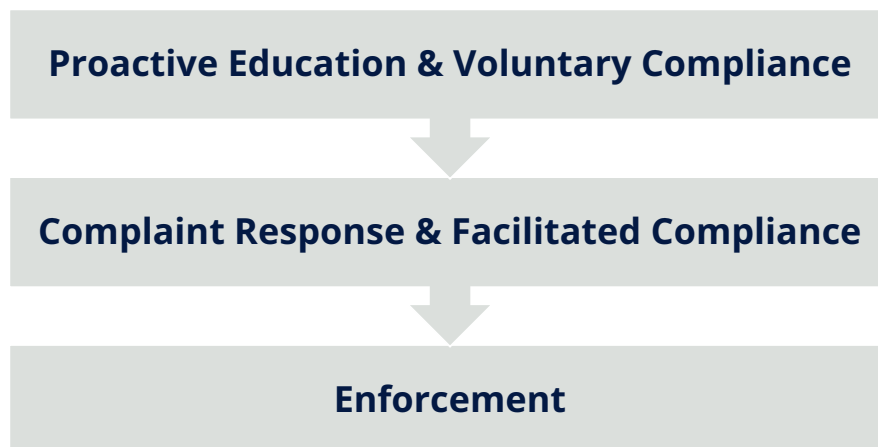 Proactive Education & Voluntary Compliance
Complaint Response & Facilitated Compliance
Enforcement